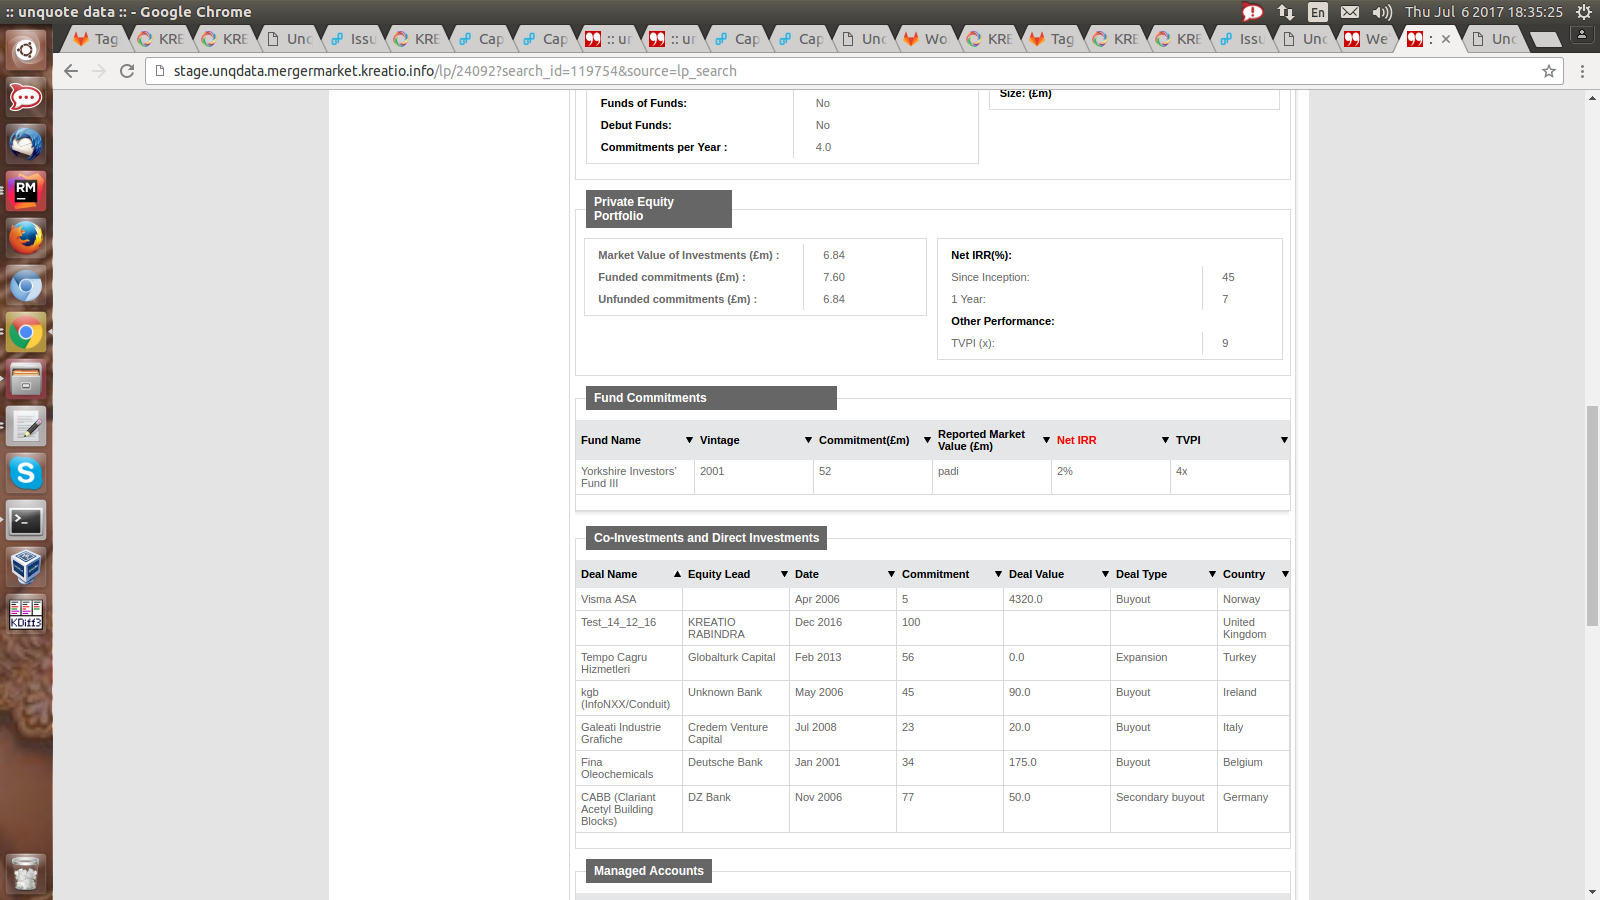 :: unquote data :: - Google Chrome
En
Thu Jul 6 2017 18:35:25
Tag
KRE
KRE
Unc
Issu
KRE
Cap
Cap
:: ur
:: ur
Cap
Cap
Unc
Wo
KRE
Tag
KRE
KRE
Issu
Unc
We
:
Unc
stage.unqdata.mergermarket.kreatio.info/lp/24092?search_id=119754&source=lp_search
Funds of Funds: No
Size: (£m)
Debut Funds: No
Commitments per Year : 4.0
Private Equity
Portfolio
Market Value of Investments (£m) : 6.84
Funded commitments (£m) : 7.60
Unfunded commitments (£m) : 6.84
Net IRR(%):
Since Inception: 45
1 Year: 7
Other Performance:
TVPI (x): 9
Fund Commitments
Fund Name Vintage Commitment(£m) Reported Market Value (£m) Net IRR TVPI
Yorkshire Investors' Fund III 2001 52 padi 2% 4x
Co-Investments and Direct Investments
Deal Name Equity Lead Date Commitment Deal Value Deal Type Country
Visma ASA Apr 2006 5 4320.0 Buyout Norway
Test_14_12_16 KREATIO RABINDRA Dec 2016 100 United Kingdom
Tempo Cagru Hizmetleri Globalturk Capital Feb 2013 56 0.0 Expansion Turkey
kgb (InfoNXX/Conduit) Unknown Bank May 2006 45 90.0 Buyout Ireland
Galeati Industrie Grafiche Credem Venture Capital Jul 2008 23 20.0 Buyout Italy
Fina Oleochemicals Deutsche Bank Jan 2001 34 175.0 Buyout Belgium
CABB (Clariant Acetyl Building Blocks) DZ Bank Nov 2006 77 50.0 Secondary buyout Germany
Managed Accounts
RM
KDiff3